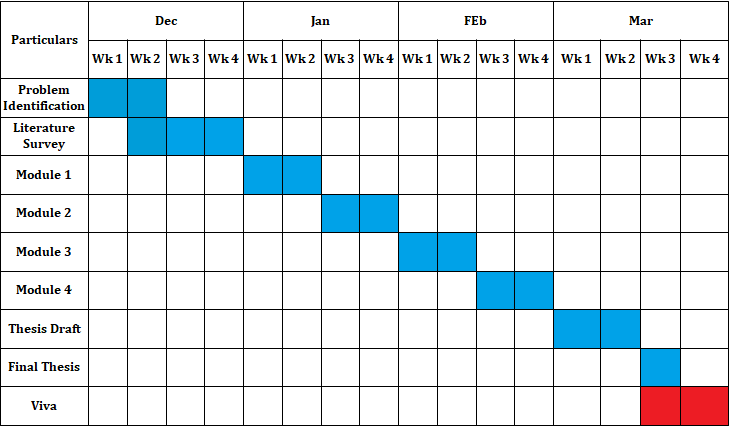 Particulars
Dec Jan FEb Mar
Wk 1 Wk 2 Wk 3 Wk 4 Wk 1 Wk 2 Wk 3 Wk 4 Wk 1 Wk 2 Wk 3 Wk 4 Wk 1 Wk 2 Wk 3 Wk 4
Problem
Identification
Literature
Survey
Module 1
Module 2
Module 3
Module 4
Thesis Draft
Final Thesis
Viva